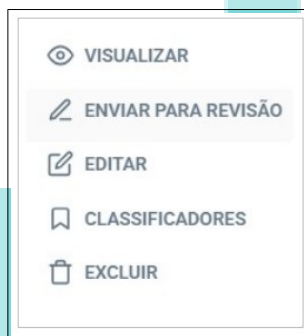 VISUALIZAR
ENVIAR PARA REVISÃO
EDITAR
CLASSIFICADORES
EXCLUIR